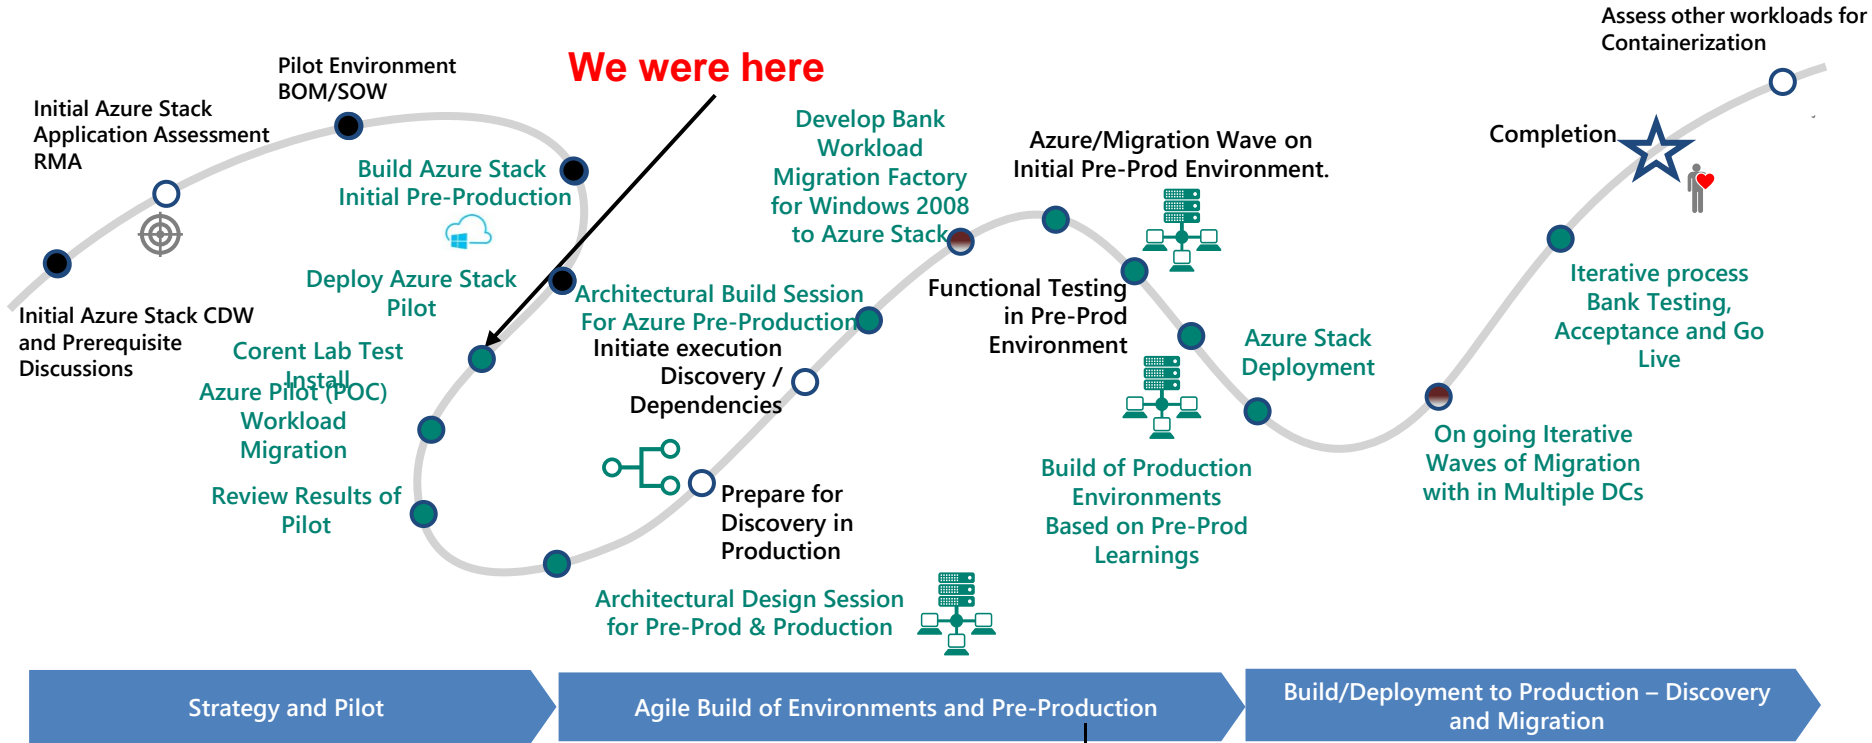 Assess other workloads for
Containerization
We were here
Pilot Environment
BOM/SOW
Initial Azure Stack
Application Assessment
RMA
Develop Bank
Workload
Migration Factory
for Windows 2008
to Azure Stack
Azure/Migration Wave on
Initial Pre-Prod Environment.
Completion
Build Azure Stack
Initial Pre-Production
Deploy Azure Stack
Pilot
Architectural Build Session
For Azure Pre-Production
Initiate execution
Discovery /
Dependencies
Functional Testing
in Pre-Prod
Environment
Iterative process
Bank Testing,
Acceptance and Go
Live
Initial Azure Stack CDW
and Prerequisite
Discussions
Corent Lab Test
Install
Azure Pilot (POC)
Workload
Migration
Azure Stack
Deployment
Review Results of
Pilot
Prepare for
Discovery in
Production
Build of Production
Environments
Based on Pre-Prod
Learnings
On going Iterative
Waves of Migration
with in Multiple DCs
Architectural Design Session
for Pre-Prod & Production
Strategy and Pilot
Agile Build of Environments and Pre-Production
Build/Deployment to Production – Discovery
and Migration